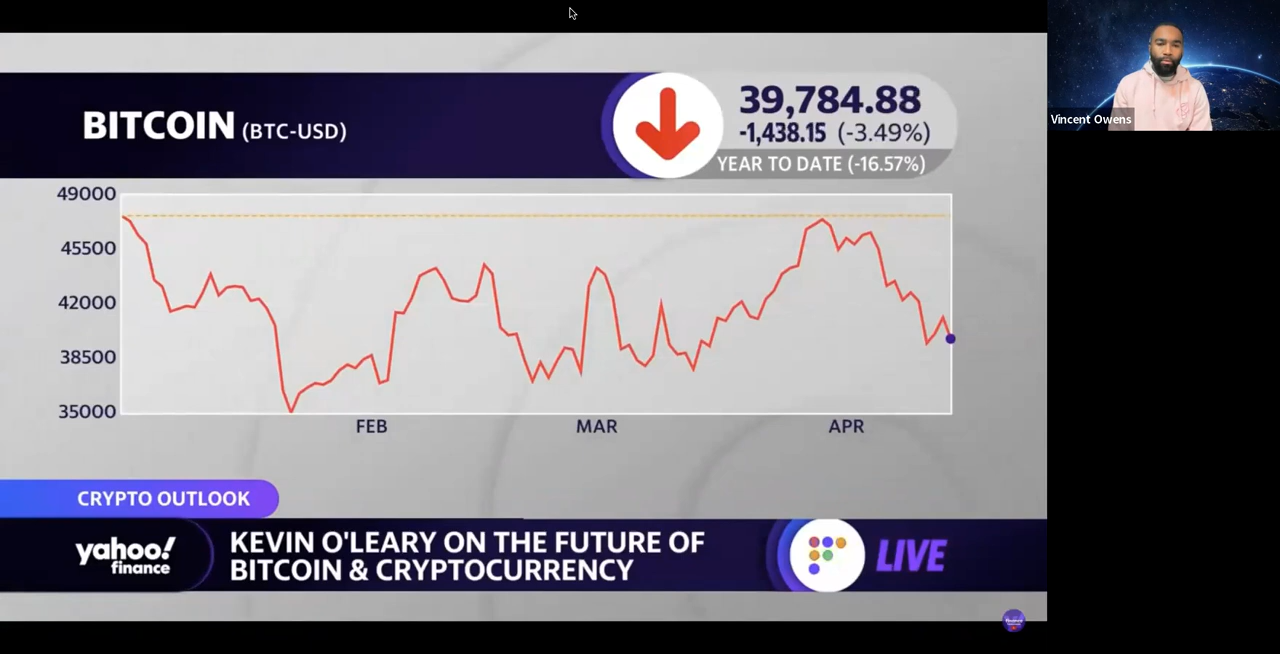 BITCOIN (BTC-USD)
39,784.88
-1,438.15 (-3.49%)
YEAR TO DATE (-16.57%)
Vincent Owens
49000
45500
42000
38500
35000
FEB MAR APR
CRYPTO OUTLOOK
yahoo!
finance
KEVIN O'LEARY ON THE FUTURE OF
BITCOIN & CRYPTOCURRENCY
LIVE